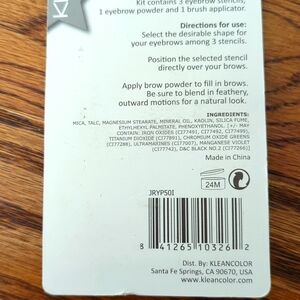 Kit contains 3 eyebrow stencils,
1 eyebrow powder and 1 brush applicator.
Directions for use:
Select the desirable shape for
your eyebrows among 3 stencils.
Position the selected stencil
directly over your brows.
Apply brow powder to fill in brows.
Be sure to blend in feathery,
outward motions for a natural look.
INGREDIENTS:
MICA, TALC, MAGNESIUM STEARATE, MINERAL OIL, KAOLIN, SILICA FUME,
ETHYLHEXYL PALMITATE, PHENOXYETHANOL. [+/- MAY
CONTAIN: IRON OXIDES (CI77491, CI77492, CI77499),
TITANIUM DIOXIDE (CI77891), CHROMIUM OXIDE GREENS
(CI77288), ULTRAMARINES (CI77007), MANGANESE VIOLET
(CI77742), D&C BLACK NO.2 (CI77266)]
Made in China
24M
JRYP50I
8 41265 10326 2
Dist. By: KLEANCOLOR
Santa Fe Springs, CA 90670, USA
www.kleancolor.com